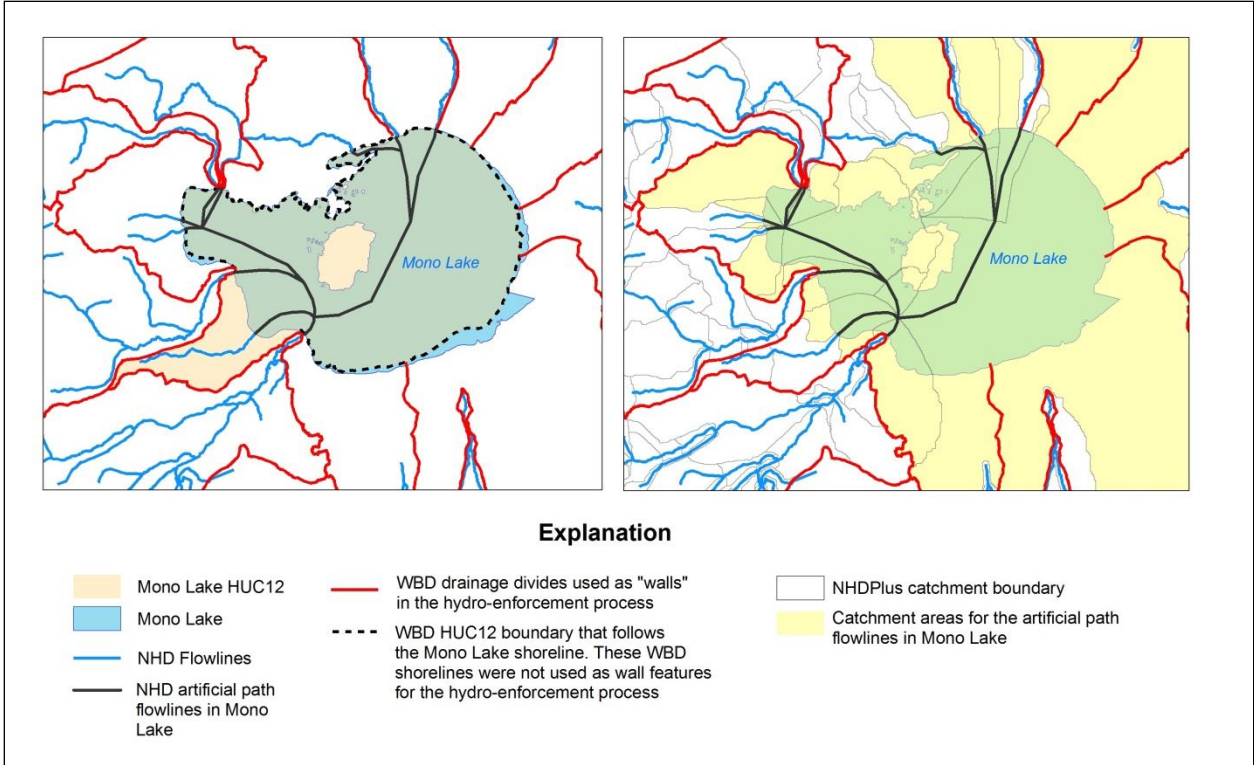 Mono Lake
Mono Lake
Explanation
Mono Lake HUC12
Mono Lake
NHD Flowlines
NHD artificial path
flowlines in Mono
Lake
WBD drainage divides used as "walls"
in the hydro-enforcement process
WBD HUC12 boundary that follows
the Mono Lake shoreline. These WBD
shorelines were not used as wall features
for the hydro-enforcement process
NHDPlus catchment boundary
Catchment areas for the artificial path
flowlines in Mono Lake